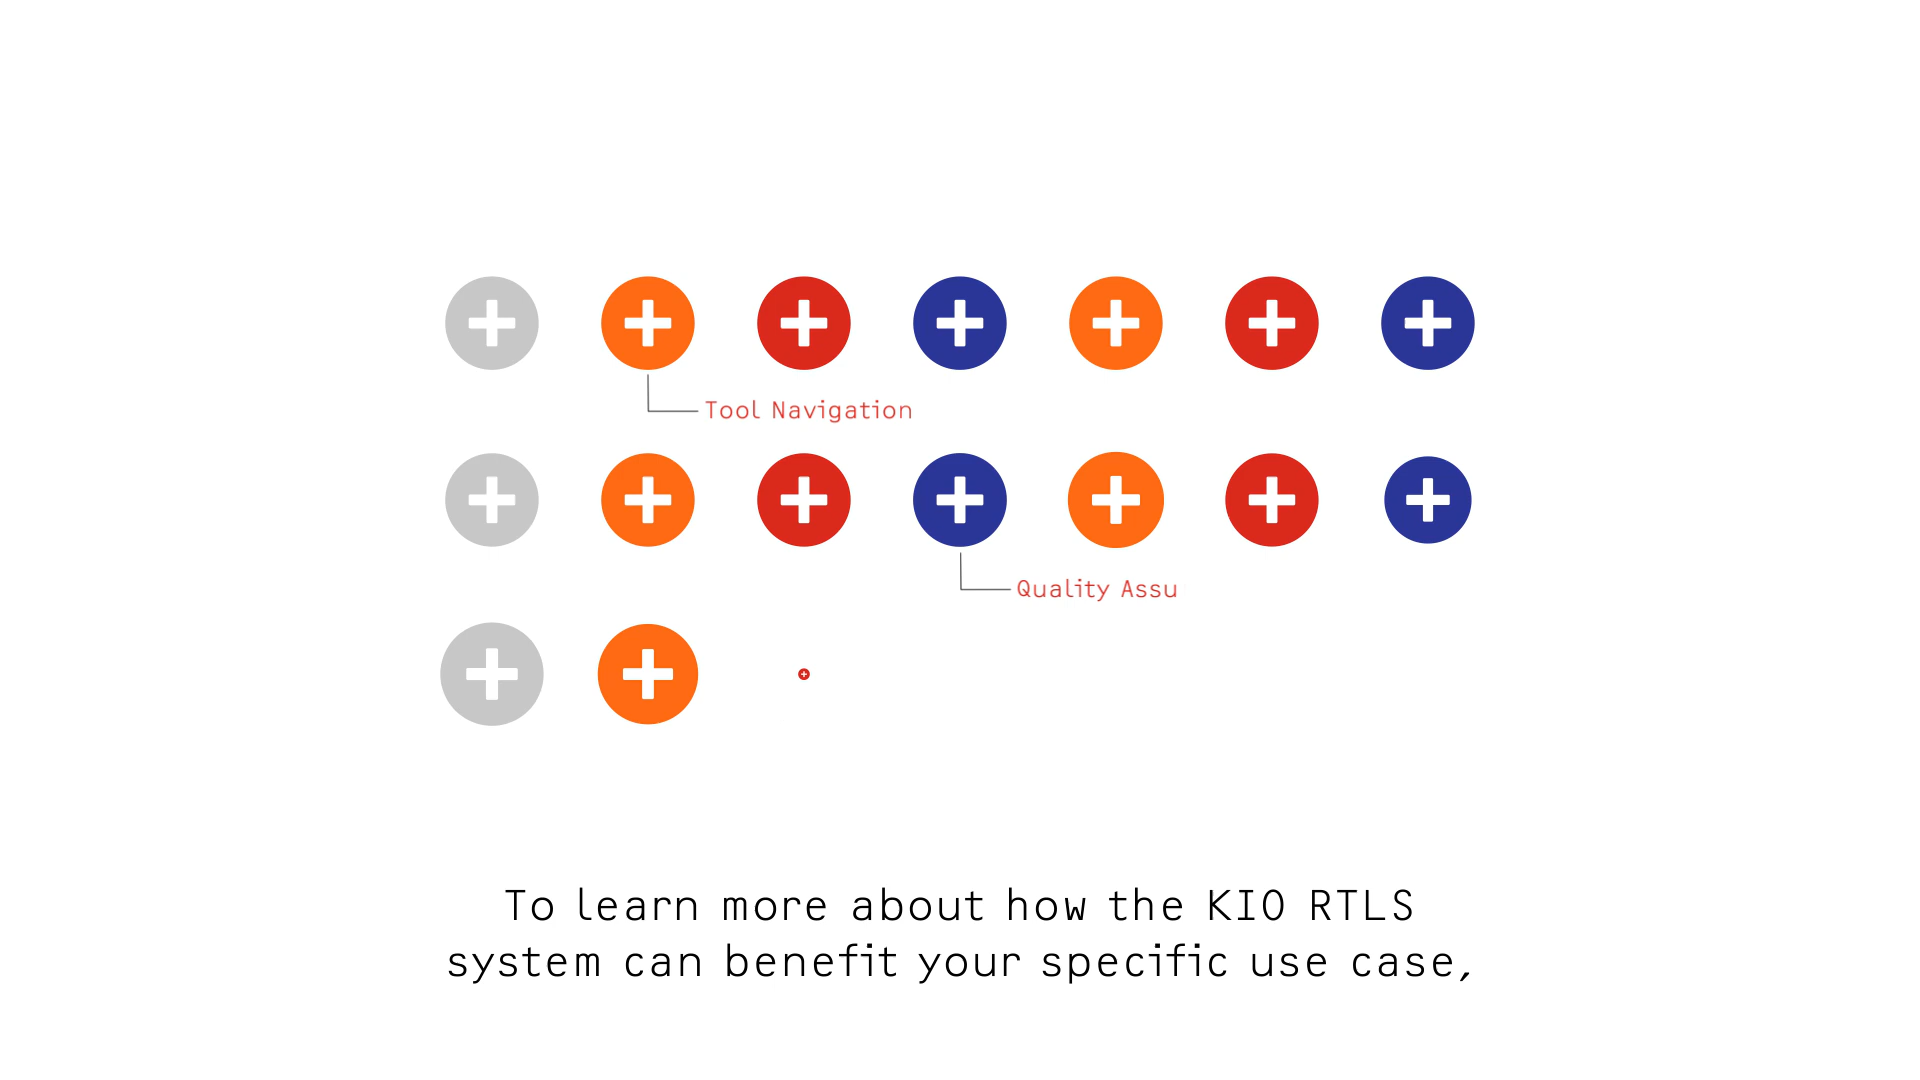 Tool Navigation
Quality Assu
To learn more about how the KIO RTLS
system can benefit your specific use case,